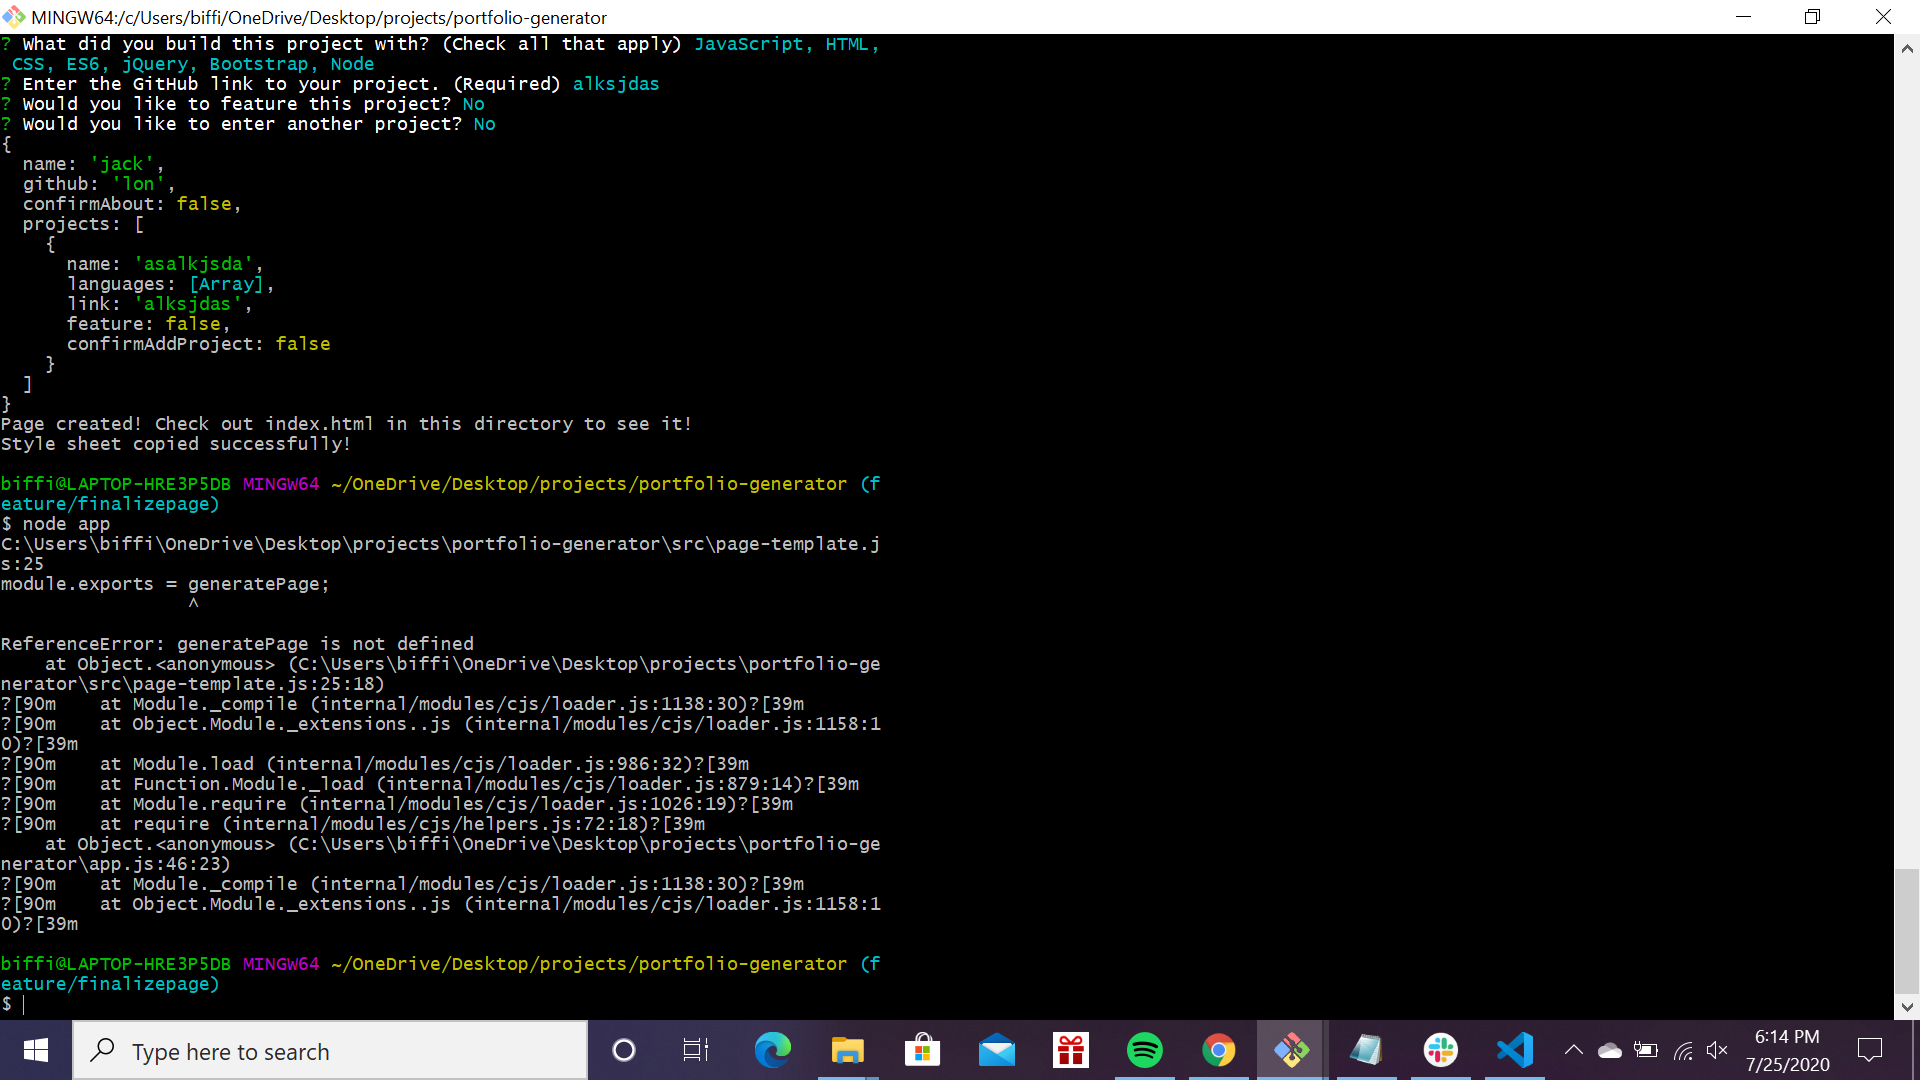 MINGW64:/c/Users/biffi/OneDrive/Desktop/projects/portfolio-generator
? What did you build this project with? (Check all that apply) JavaScript, HTML,
 CSS, ES6, jQuery, Bootstrap, Node
? Enter the GitHub link to your project. (Required) alksjdas
? Would you like to feature this project? No
? Would you like to enter another project? No
{
  name: 'jack',
  github: 'lon',
  confirmAbout: false,
  projects: [
    {
      name: 'asalkjsda',
      languages: [Array],
      link: 'alksjdas',
      feature: false,
      confirmAddProject: false
    }
  ]
}
Page created! Check out index.html in this directory to see it!
Style sheet copied successfully!
biffi@LAPTOP-HRE3P5DB MINGW64 ~/OneDrive/Desktop/projects/portfolio-generator (f
eature/finalizepage)
$ node app
C:\Users\biffi\OneDrive\Desktop\projects\portfolio-generator\src\page-template.j
s:25
module.exports = generatePage;
                 ^
ReferenceError: generatePage is not defined
    at Object.<anonymous> (C:\Users\biffi\OneDrive\Desktop\projects\portfolio-ge
nerator\src\page-template.js:25:18)
?[90m    at Module._compile (internal/modules/cjs/loader.js:1138:30)?[39m
?[90m    at Object.Module._extensions..js (internal/modules/cjs/loader.js:1158:1
0)?[39m
?[90m    at Module.load (internal/modules/cjs/loader.js:986:32)?[39m
?[90m    at Function.Module._load (internal/modules/cjs/loader.js:879:14)?[39m
?[90m    at Module.require (internal/modules/cjs/loader.js:1026:19)?[39m
?[90m    at require (internal/modules/cjs/helpers.js:72:18)?[39m
    at Object.<anonymous> (C:\Users\biffi\OneDrive\Desktop\projects\portfolio-ge
nerator\app.js:46:23)
?[90m    at Module._compile (internal/modules/cjs/loader.js:1138:30)?[39m
?[90m    at Object.Module._extensions..js (internal/modules/cjs/loader.js:1158:1
0)?[39m
biffi@LAPTOP-HRE3P5DB MINGW64 ~/OneDrive/Desktop/projects/portfolio-generator (f
eature/finalizepage)
$
Type here to search
6:14 PM
7/25/2020